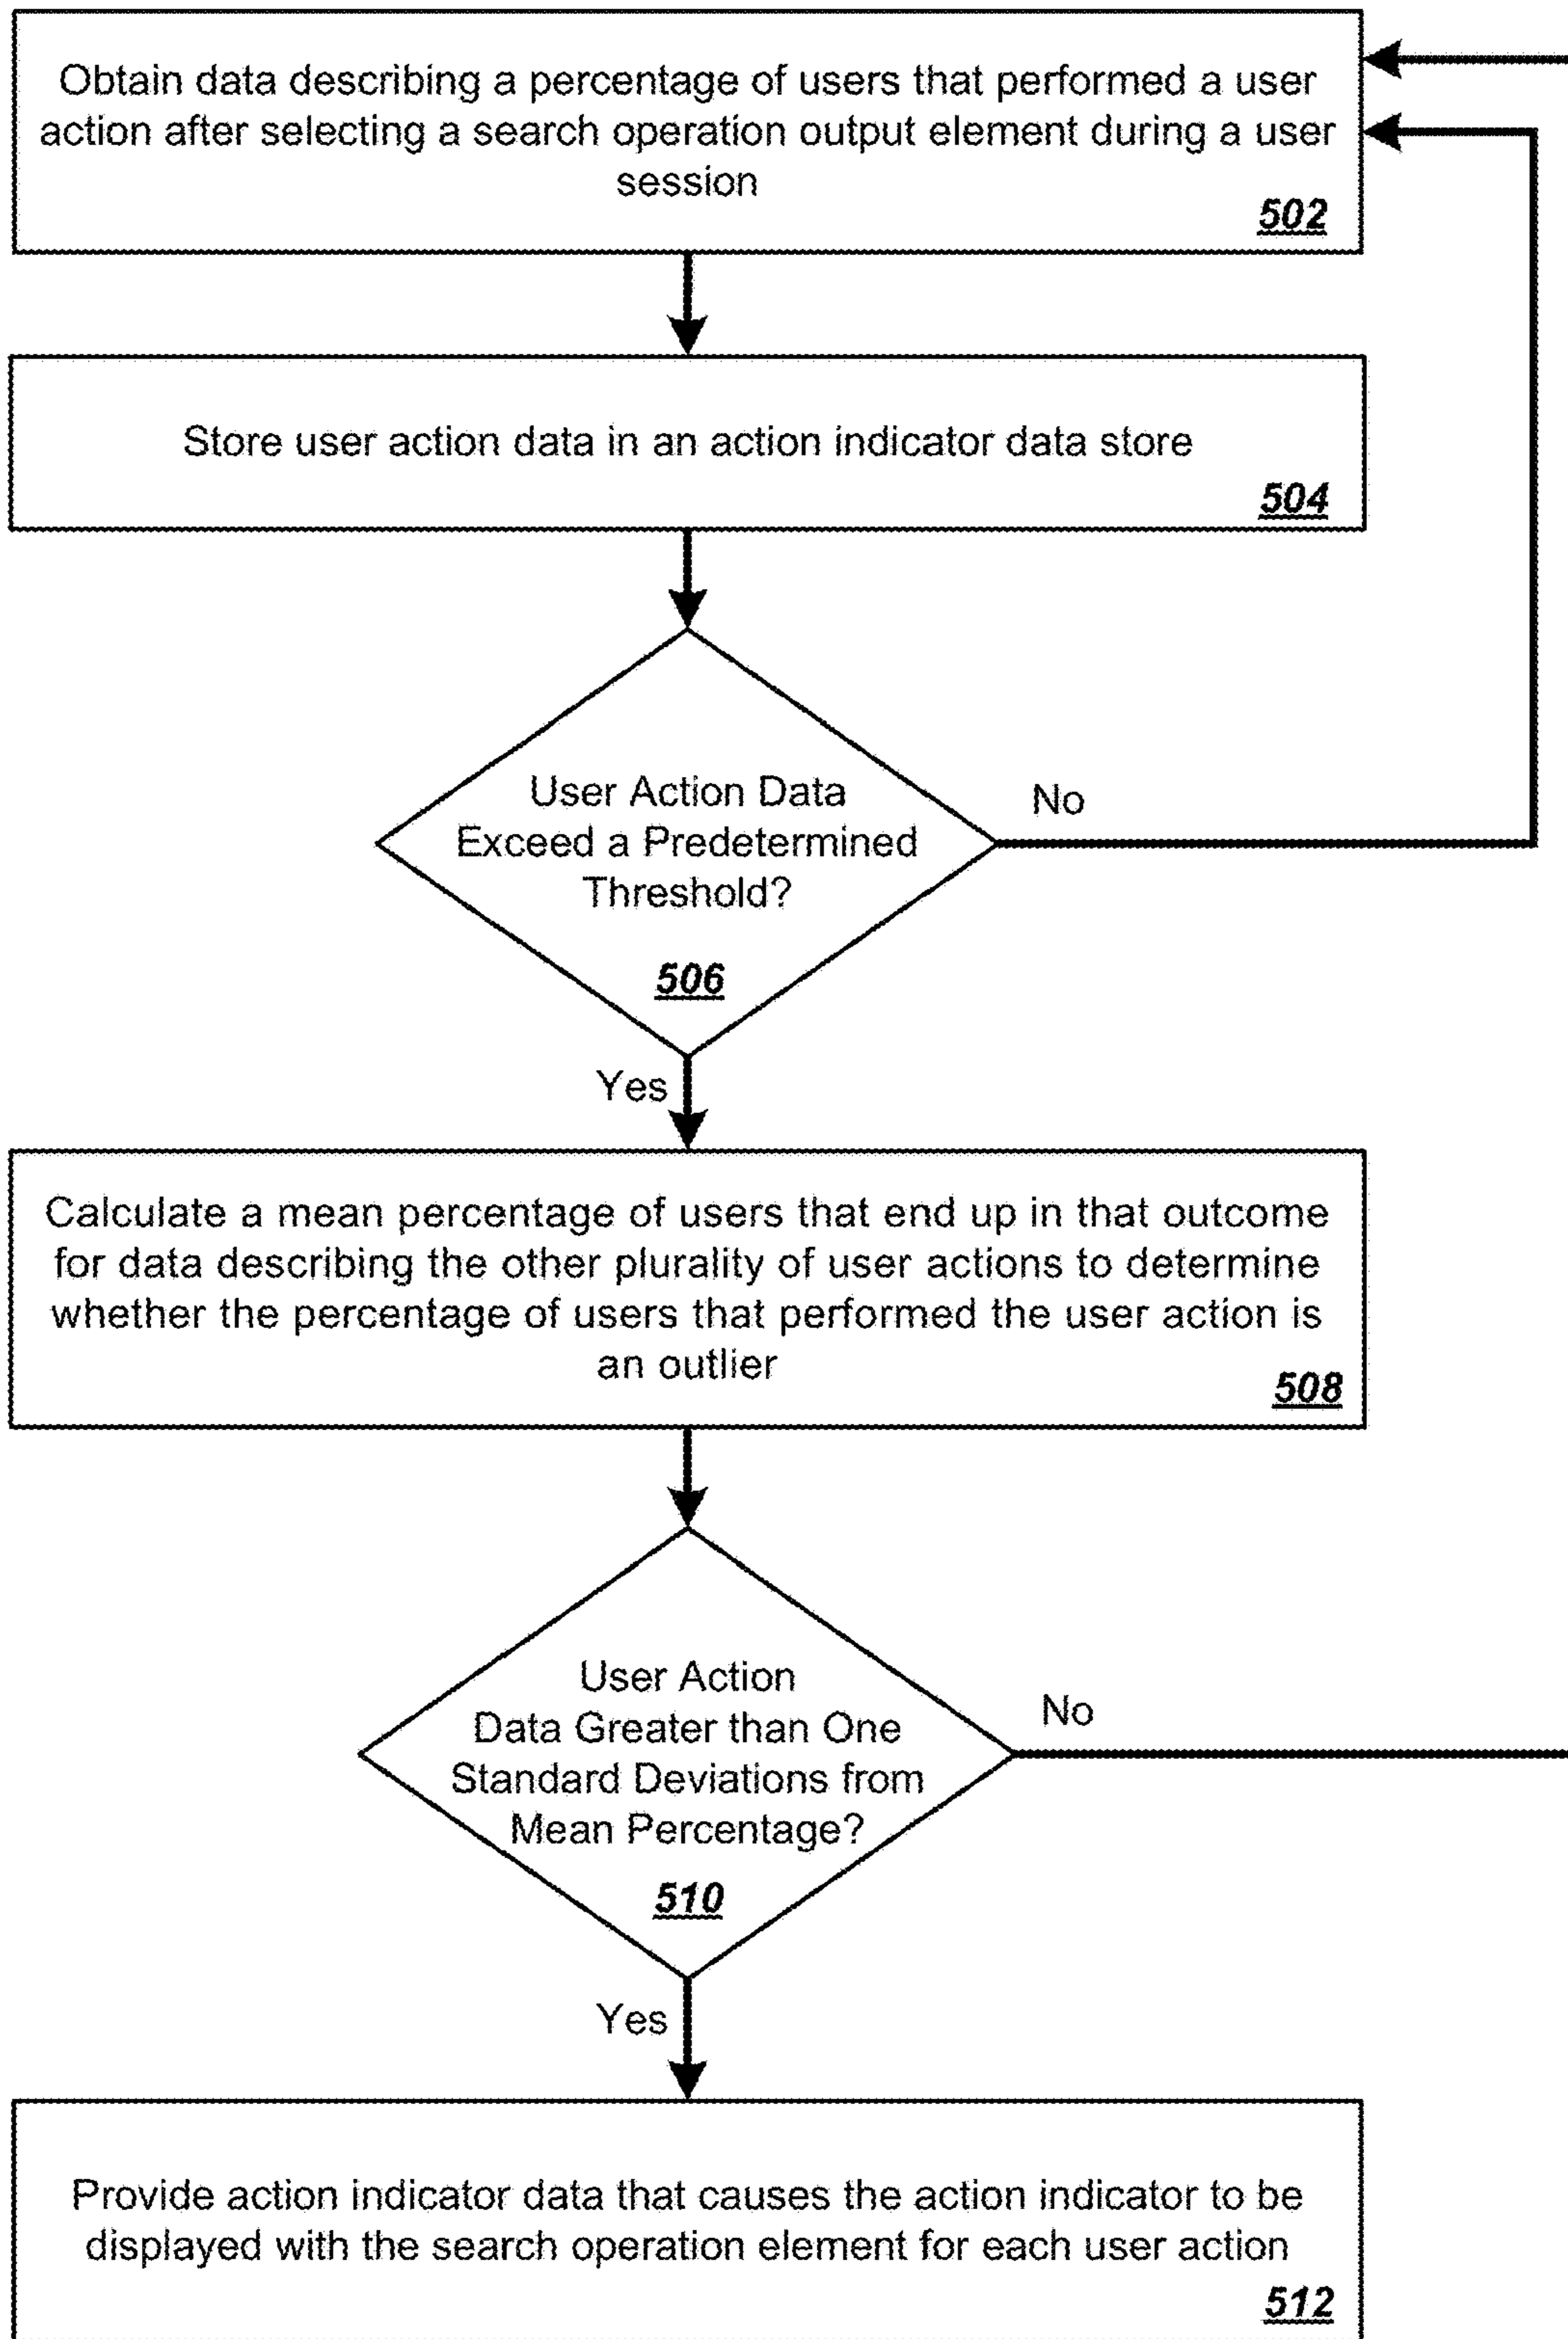 Obtain data describing a percentage of users that performed a user
action after selecting a search operation output element during a user
session
502
Store user action data in an action indicator data store
504
User Action Data
Exceed a Predetermined
Threshold?
506
No
Yes
Calculate a mean percentage of users that end up in that outcome
for data describing the other plurality of user actions to determine
whether the percentage of users that performed the user action is
an outlier
508
User Action
Data Greater than One
Standard Deviations from
Mean Percentage?
510
No
Yes
Provide action indicator data that causes the action indicator to be
displayed with the search operation element for each user action
512